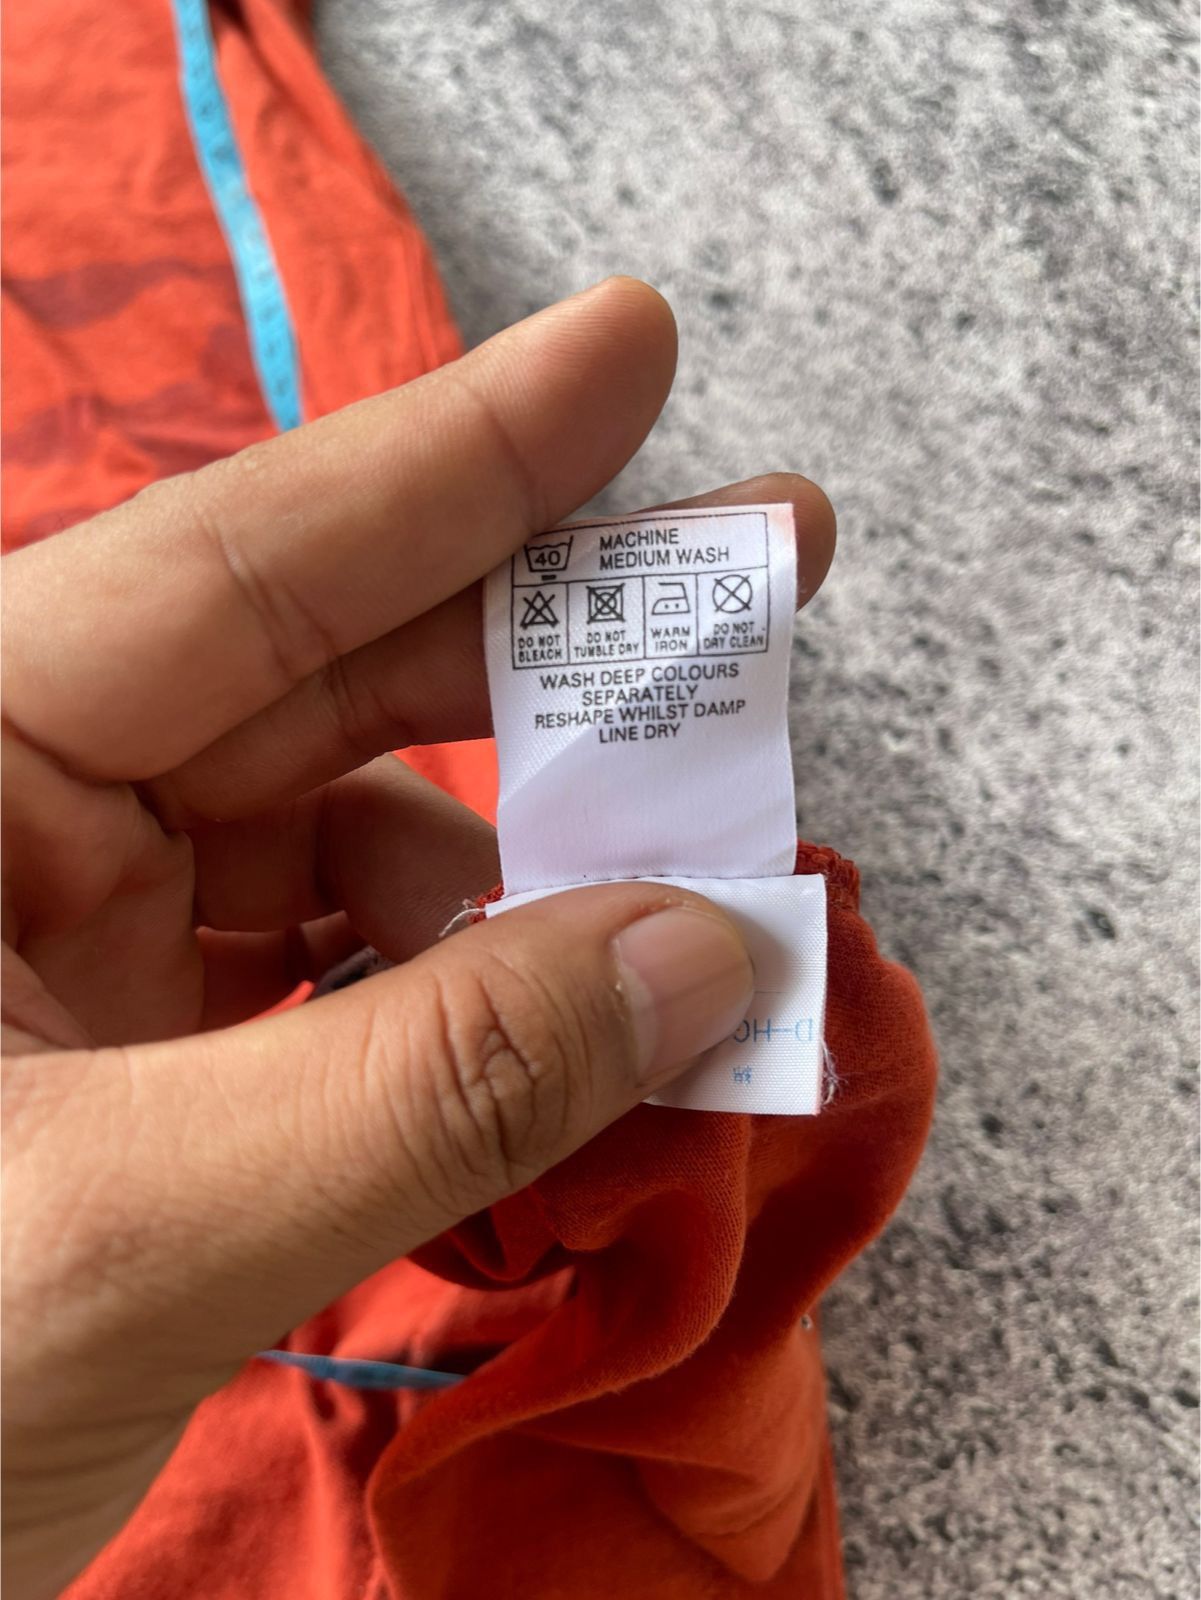 40 MACHINE
MEDIUM WASH
DO NOT BLEACH
DO NOT TUMBLE DRY
WARM IRON
DO NOT DRY CLEAN
WASH DEEP COLOURS
SEPARATELY
RESHAPE WHILST DAMP
LINE DRY